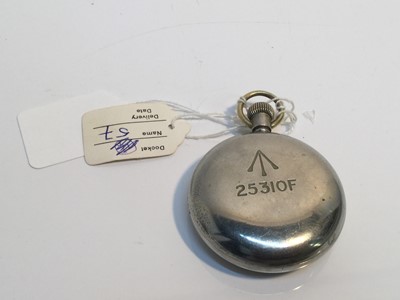 25310F
Docket
Name 57
Delivery
Date